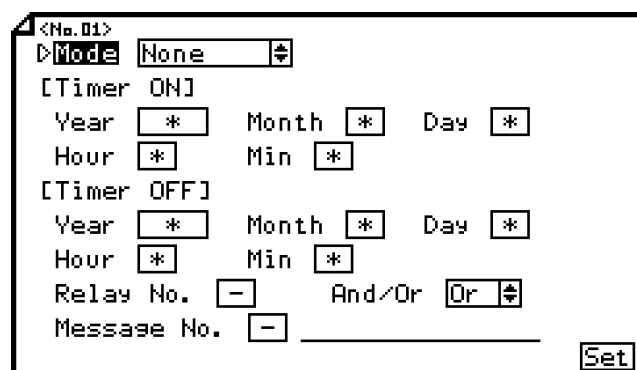 <No.01>
Mode None
[Timer ON]
Year * Month * Day *
Hour * Min *
[Timer OFF]
Year * Month * Day *
Hour * Min *
Relay No. - And/Or Or
Message No. -
Set